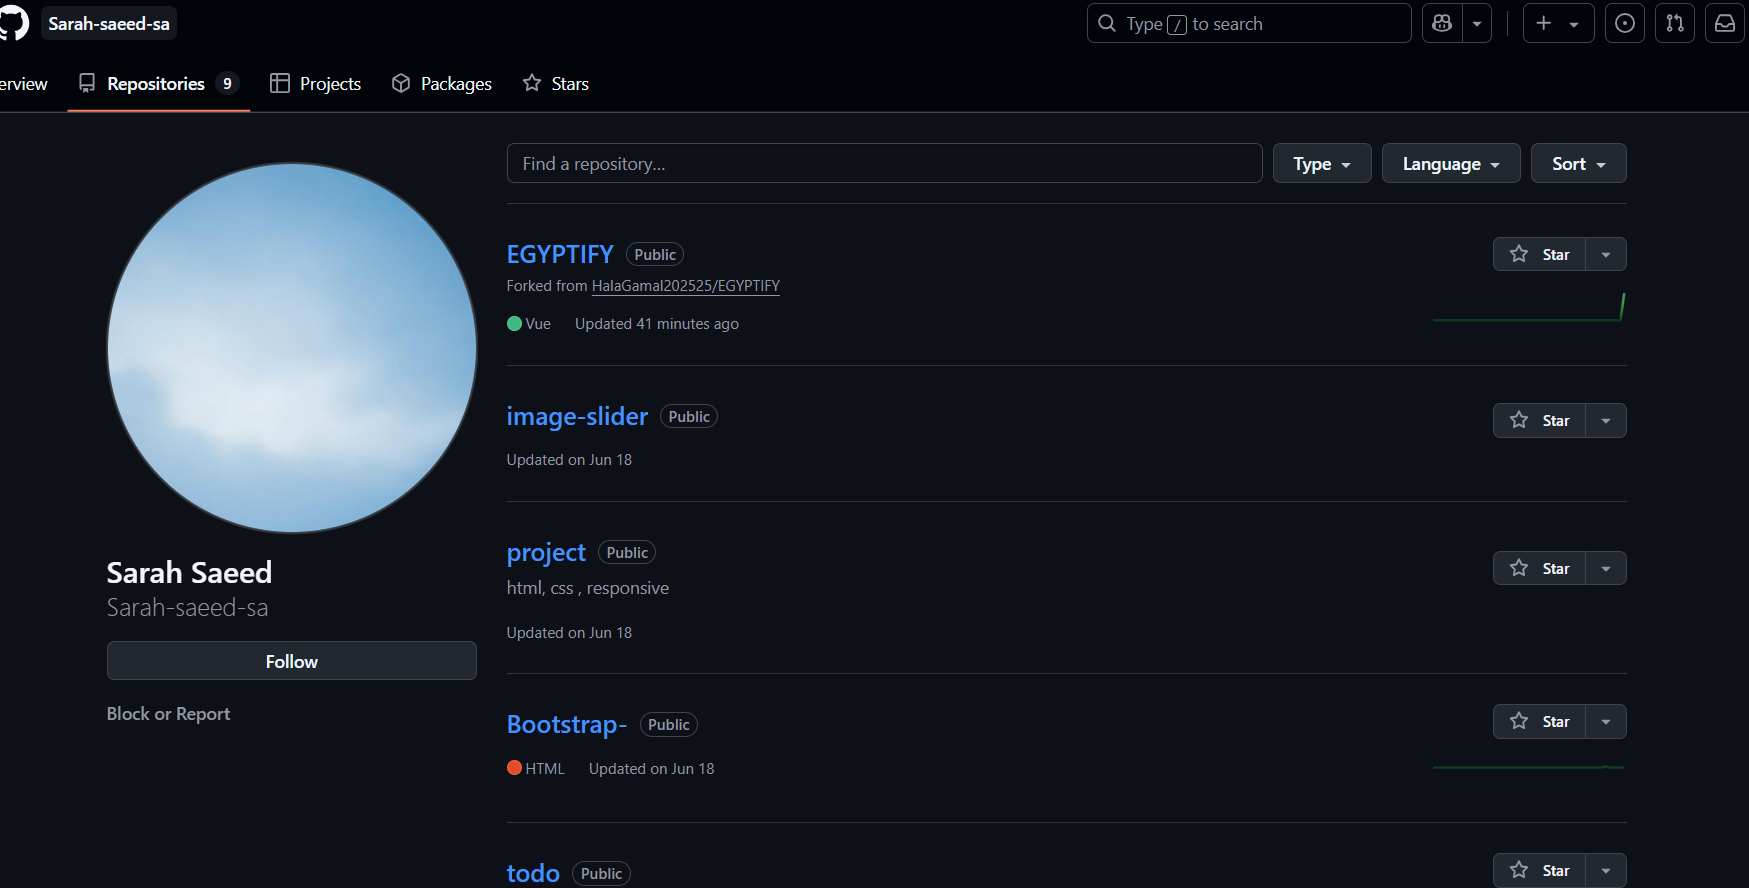 Sarah-saeed-sa
Type / to search
erview
Repositories 9
Projects
Packages
Stars
Find a repository...
Type
Language
Sort
EGYPTIFY Public
Star
Forked from HalaGamal202525/EGYPTIFY
Vue Updated 41 minutes ago
image-slider Public
Star
Updated on Jun 18
project Public
Star
html, css , responsive
Updated on Jun 18
Bootstrap- Public
Star
HTML Updated on Jun 18
todo Public
Star
Sarah Saeed
Sarah-saeed-sa
Follow
Block or Report